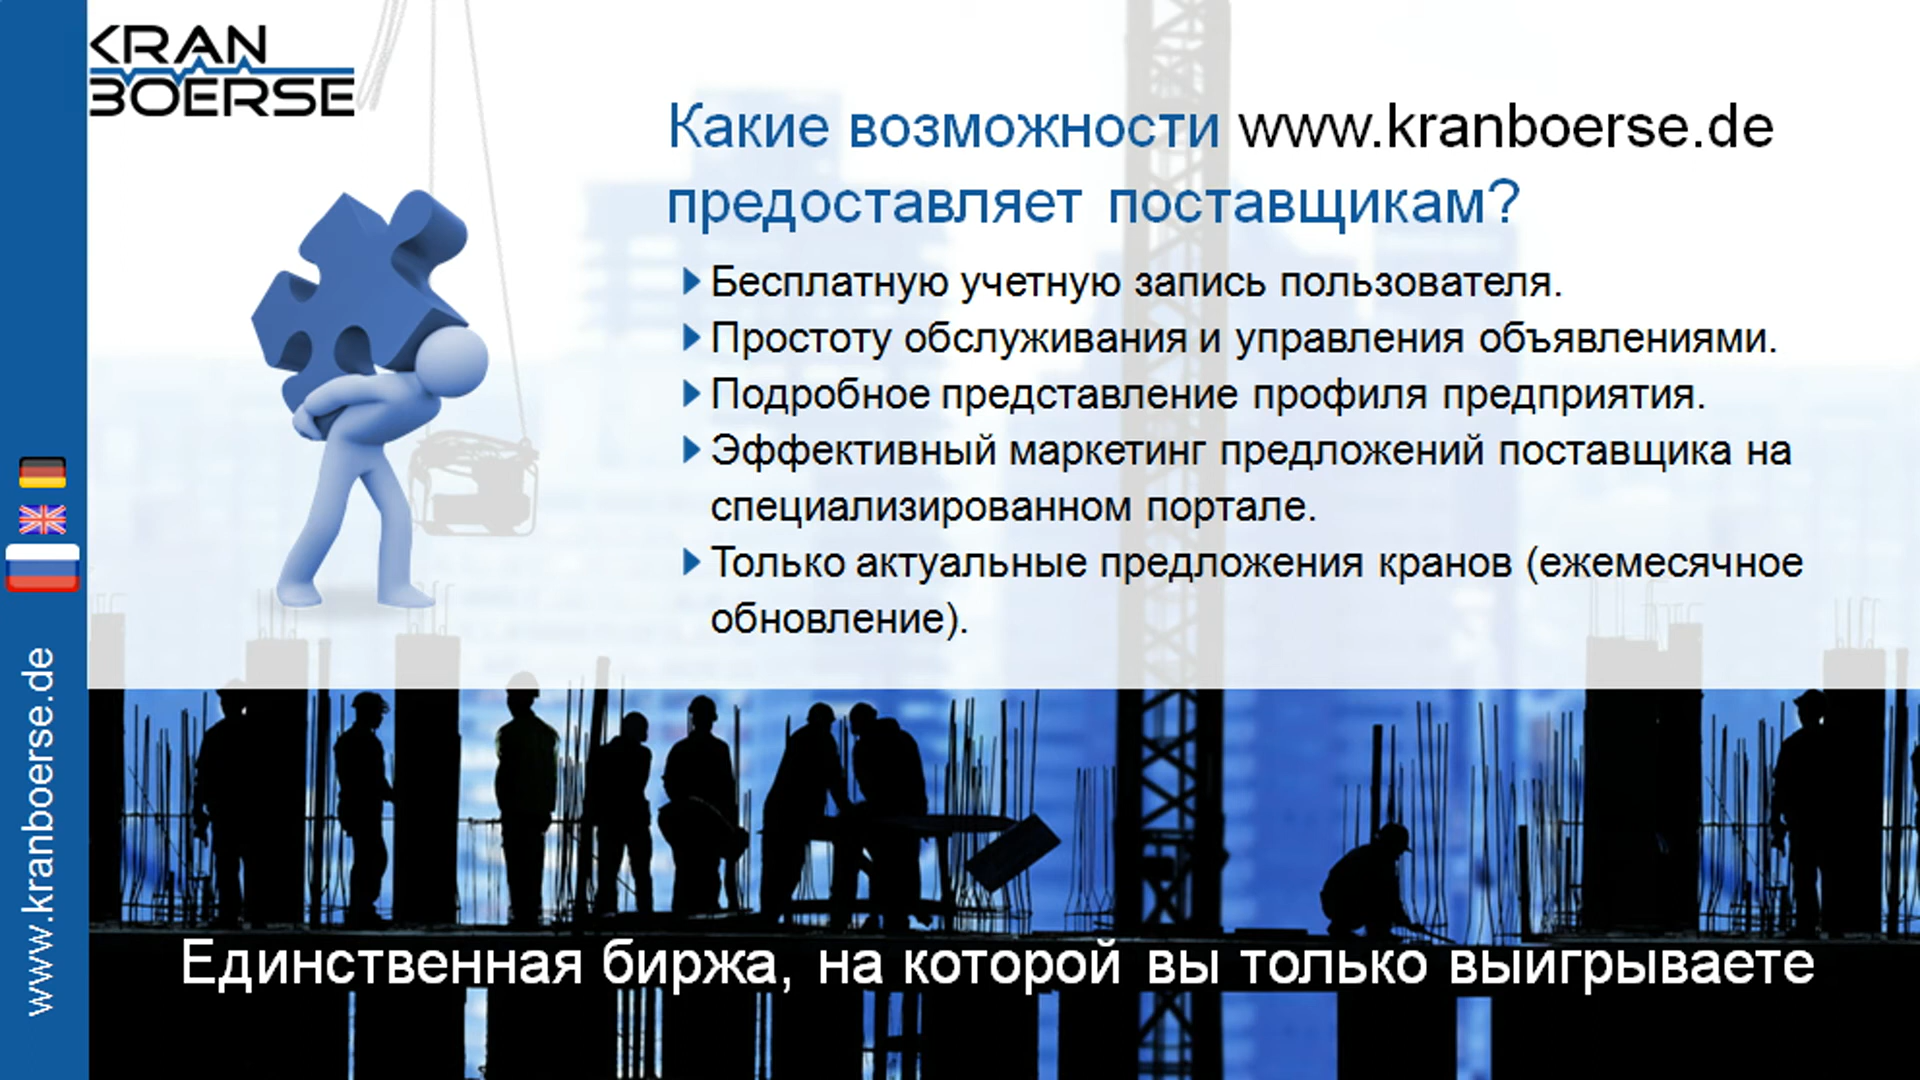 KRAN
BOERSE
Какие возможности www.kranboerse.de
предоставляет поставщикам?
Бесплатную учетную запись пользователя.
Простоту обслуживания и управления объявлениями.
Подробное представление профиля предприятия.
Эффективный маркетинг предложений поставщика на
специализированном портале.
Только актуальные предложения кранов (ежемесячное
обновление).
www.kranboerse.de
Единственная биржа, на которой вы только выигрываете